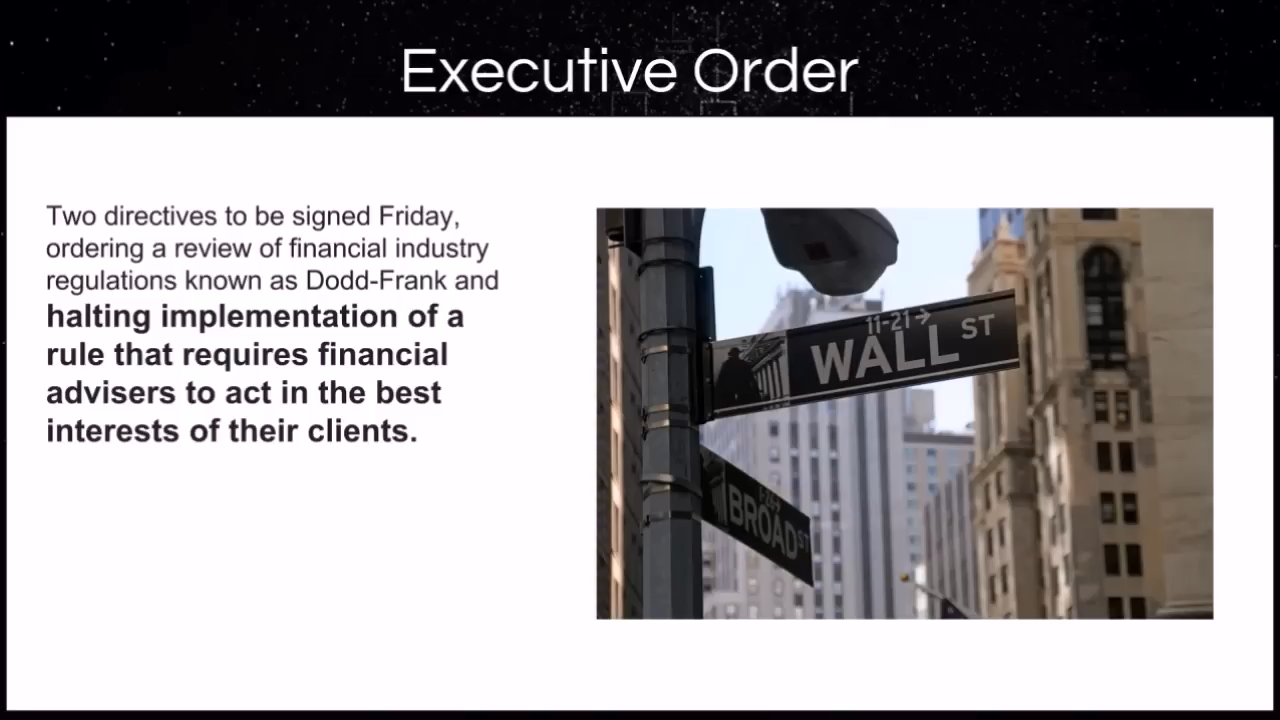 Executive Order
Two directives to be signed Friday,
ordering a review of financial industry
regulations known as Dodd-Frank and
halting implementation of a
rule that requires financial
advisers to act in the best
interests of their clients.
11-21→
WALL ST
BROAD ST